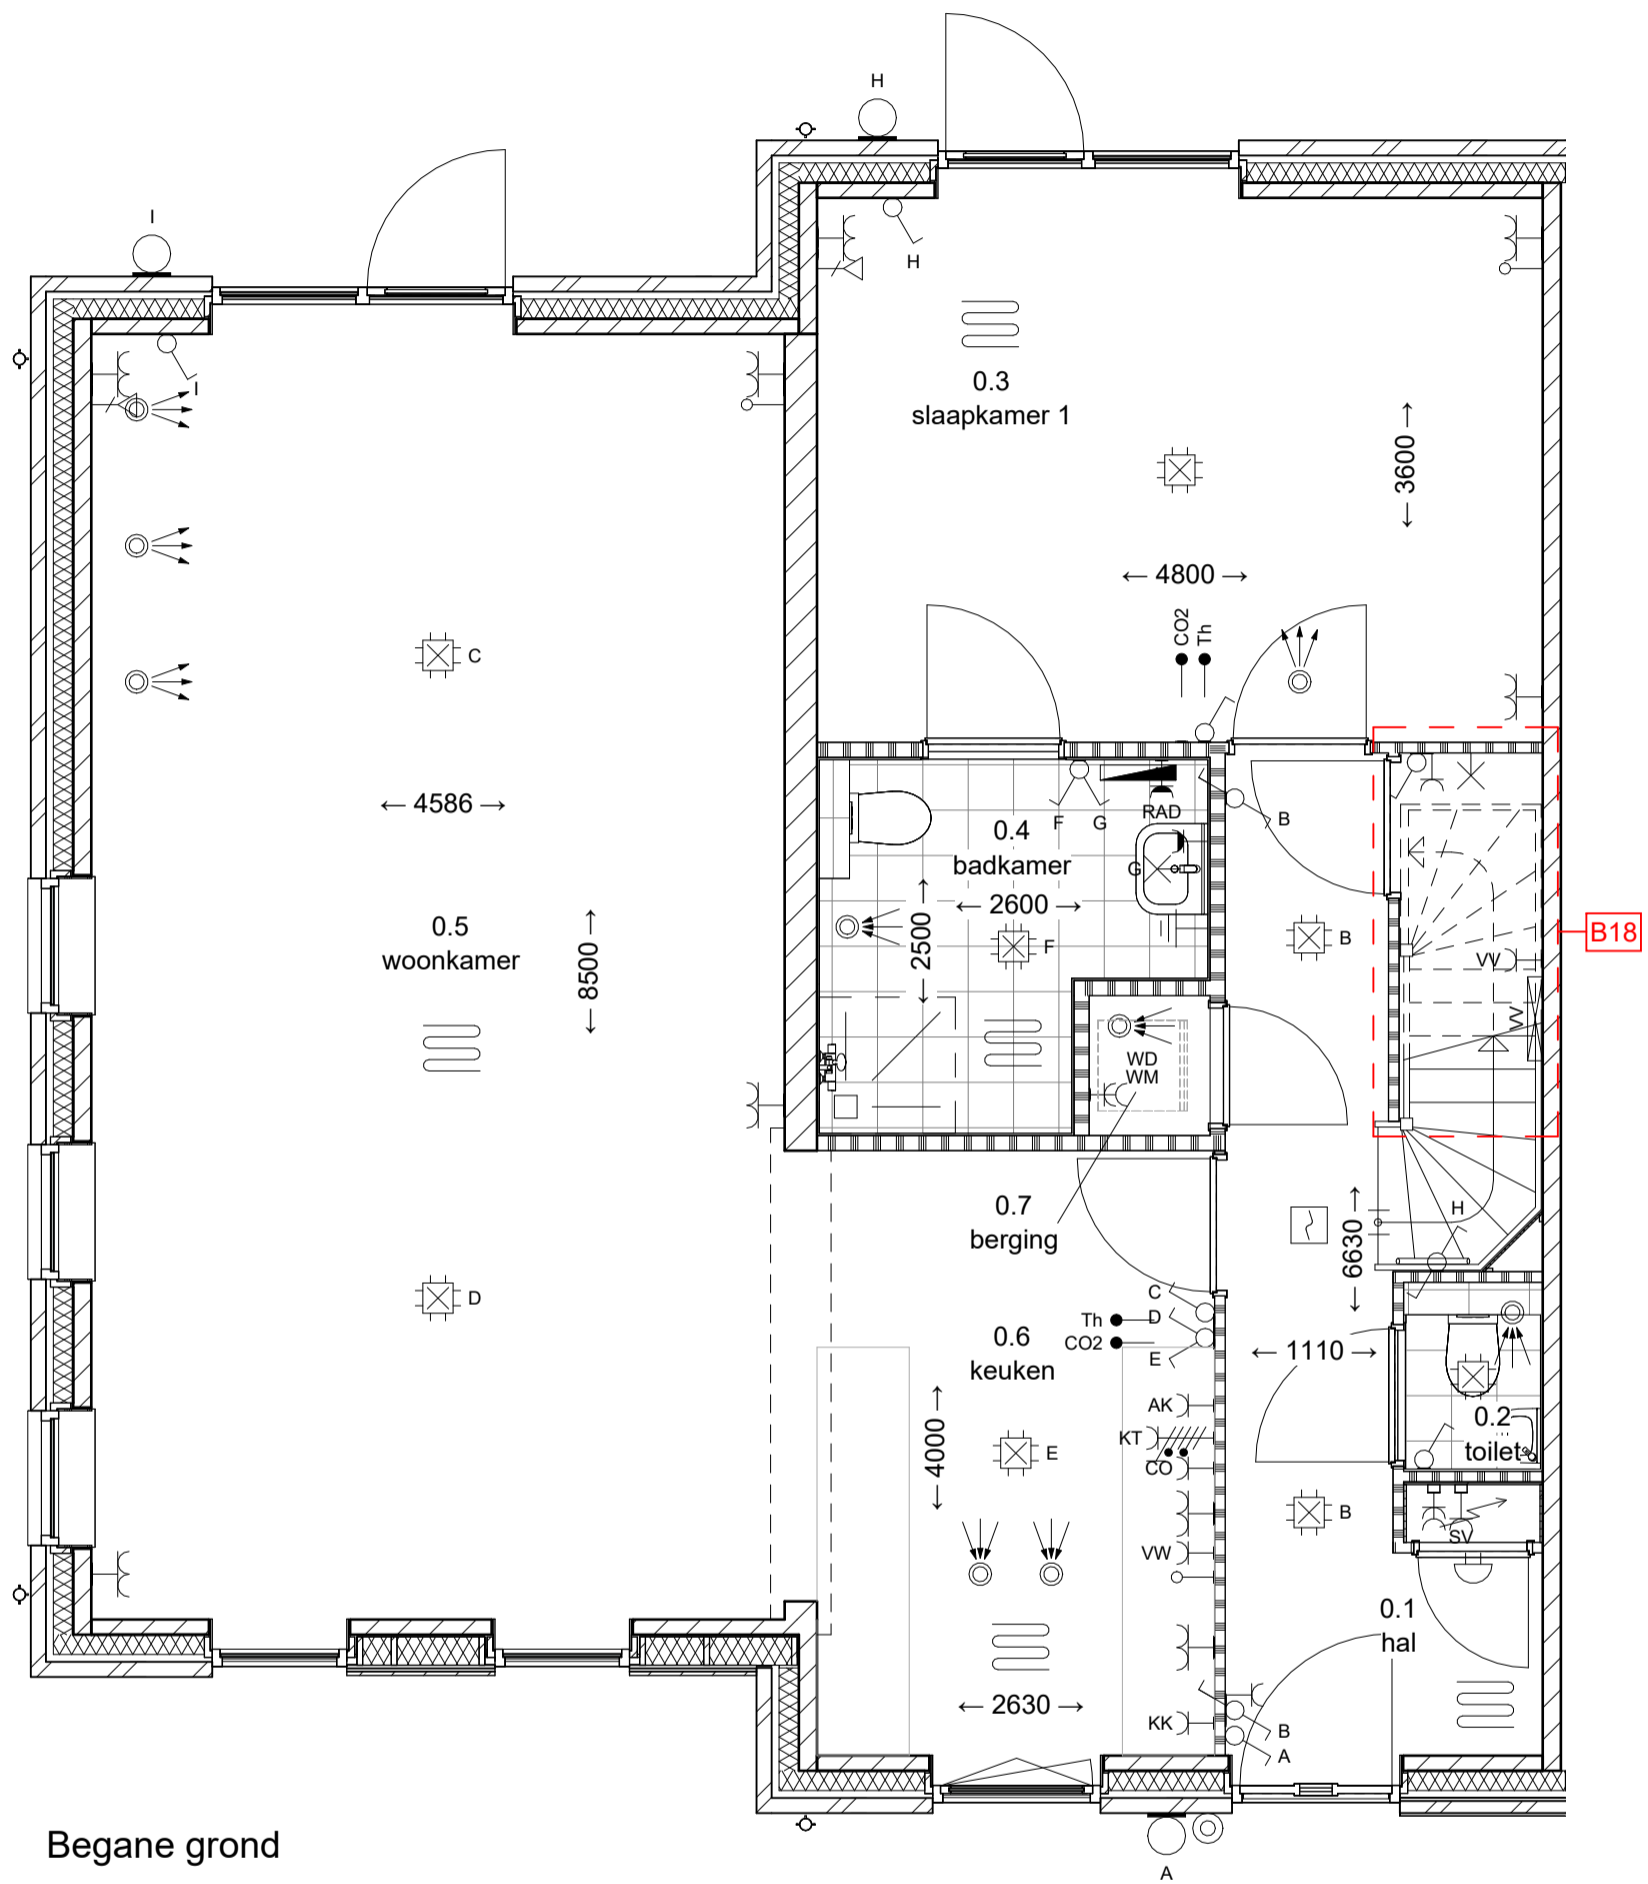 H
I
H
I
0.3
slaapkamer 1
← 3600 →
← 4800 →
CO2
Th
C
← 4586 →
0.5
woonkamer
← 8500 →
F
G
RAD
0.4
badkamer
G
← 2600 →
← 2500 →
F
B
B
VV
VV
B18
WD
WM
0.7
berging
H
← 6630 →
C
D
E
Th
CO2
D
0.6
keuken
← 1110 →
← 4000 →
E
AK
KT
CO
VW
KK
0.2
toilet
B
SV
0.1
hal
← 2630 →
B
A
Begane grond
A